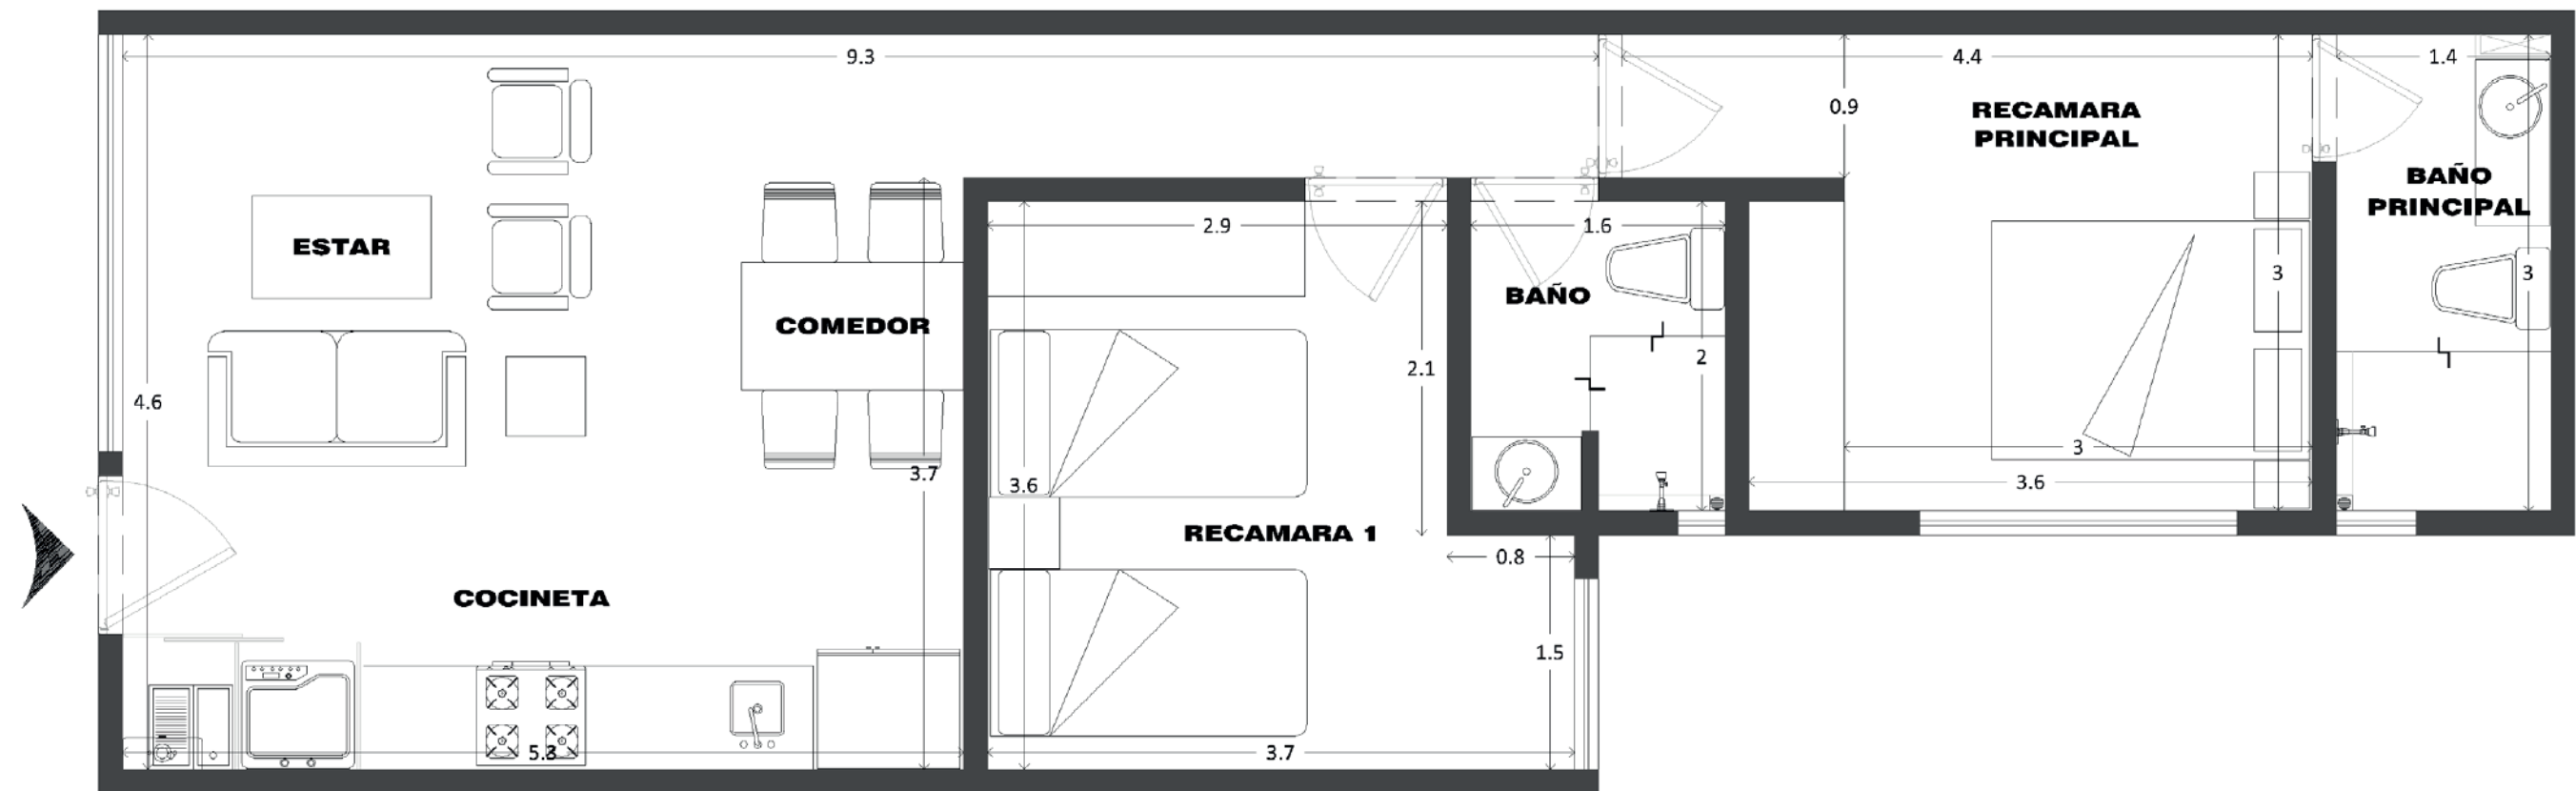 9.3
4.4
1.4
0.9
RECAMARA
PRINCIPAL
BAÑO
PRINCIPAL
2.9
1.6
ESTAR
3
3
BAÑO
COMEDOR
2.1
2
4.6
3
3.7
3.6
3.6
RECAMARA 1
0.8
COCINETA
1.5
5.3
3.7